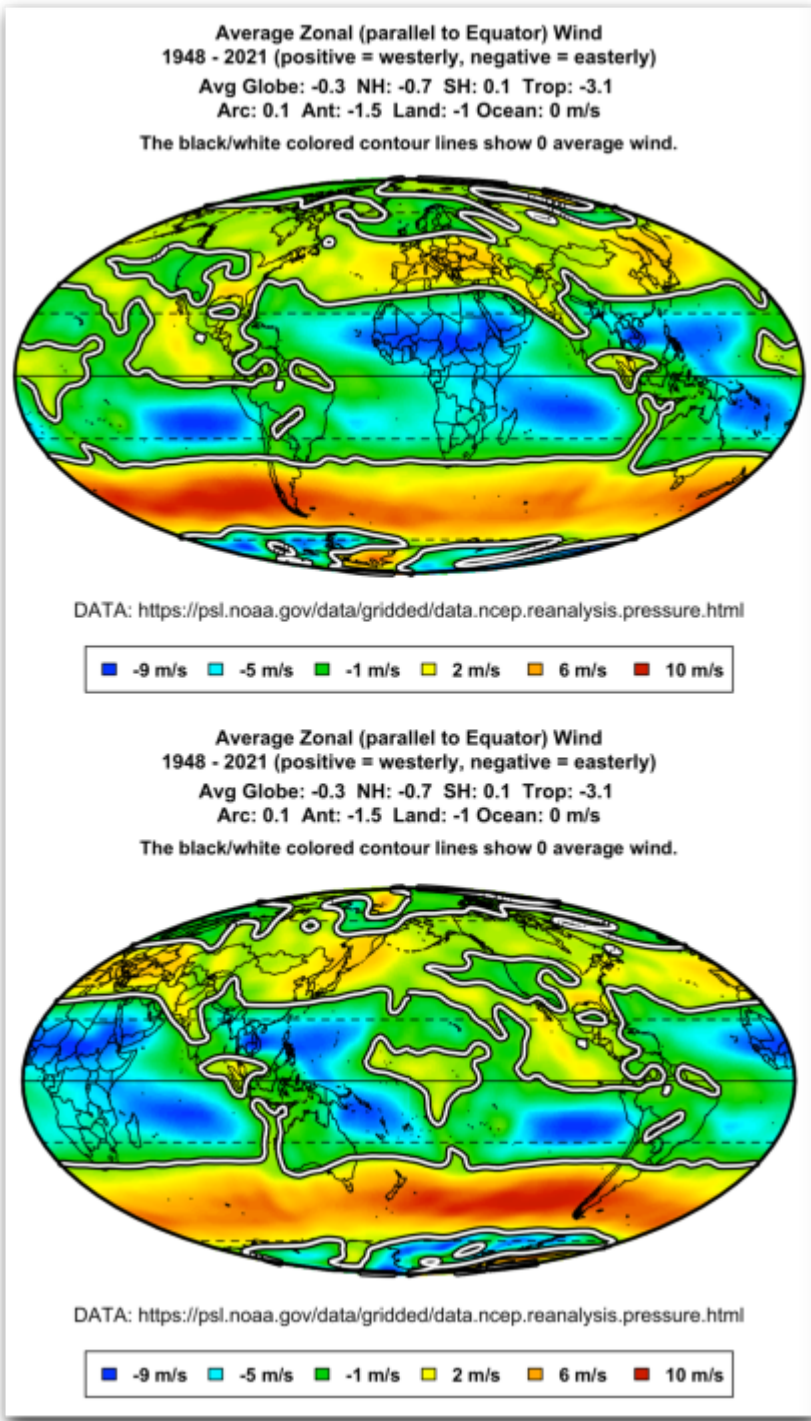 Average Zonal (parallel to Equator) Wind
1948 - 2021 (positive = westerly, negative = easterly)
Avg Globe: -0.3 NH: -0.7 SH: 0.1 Trop: -3.1
Arc: 0.1 Ant: -1.5 Land: -1 Ocean: 0 m/s
The black/white colored contour lines show 0 average wind.
DATA: https://psl.noaa.gov/data/gridded/data.ncep.reanalysis.pressure.html
-9 m/s -5 m/s -1 m/s 2 m/s 6 m/s 10 m/s
Average Zonal (parallel to Equator) Wind
1948 - 2021 (positive = westerly, negative = easterly)
Avg Globe: -0.3 NH: -0.7 SH: 0.1 Trop: -3.1
Arc: 0.1 Ant: -1.5 Land: -1 Ocean: 0 m/s
The black/white colored contour lines show 0 average wind.
DATA: https://psl.noaa.gov/data/gridded/data.ncep.reanalysis.pressure.html
-9 m/s -5 m/s -1 m/s 2 m/s 6 m/s 10 m/s